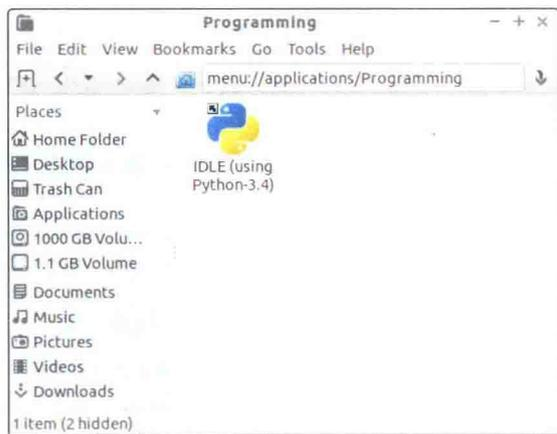 Programming
File Edit View Bookmarks Go Tools Help
menu://applications/Programming
Places
Home Folder
Desktop
Trash Can
Applications
1000 GB Volu...
1.1 GB Volume
Documents
Music
Pictures
Videos
Downloads
IDLE (using
Python-3.4)
1 item (2 hidden)